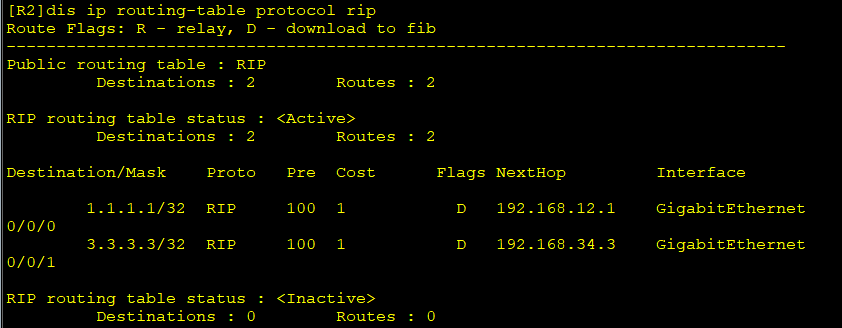 [R2]dis ip routing-table protocol rip
Route Flags: R - relay, D - download to fib
------------------------------------------------------------------------------
Public routing table : RIP
         Destinations : 2        Routes : 2

RIP routing table status : <Active>
         Destinations : 2        Routes : 2

Destination/Mask    Proto   Pre  Cost      Flags NextHop         Interface

        1.1.1.1/32  RIP     100  1           D   192.168.12.1    GigabitEthernet
0/0/0
        3.3.3.3/32  RIP     100  1           D   192.168.34.3    GigabitEthernet
0/0/1

RIP routing table status : <Inactive>
         Destinations : 0        Routes : 0